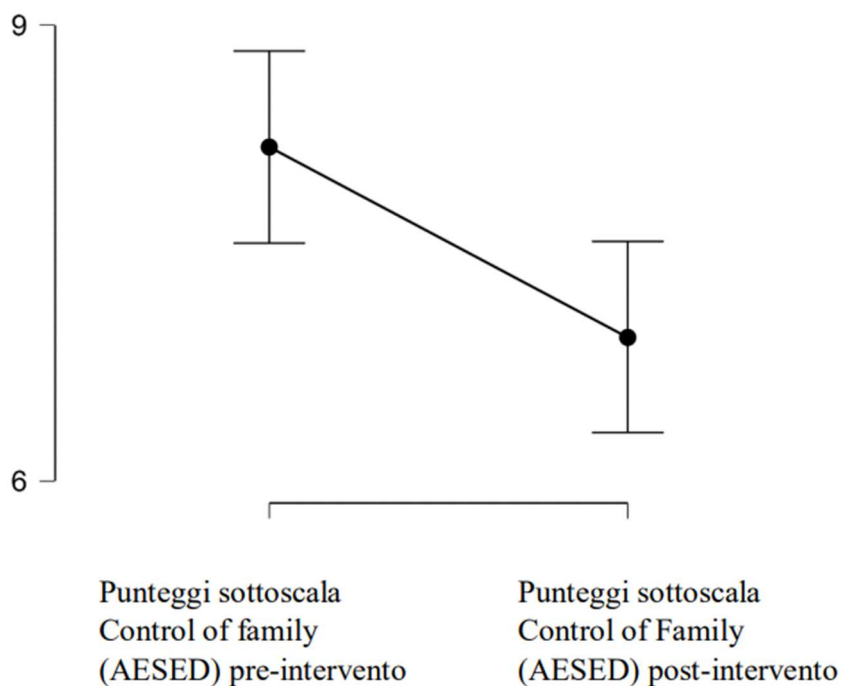 9
6
Punteggi sottoscala
Control of family
(AESED) pre-intervento
Punteggi sottoscala
Control of Family
(AESED) post-intervento